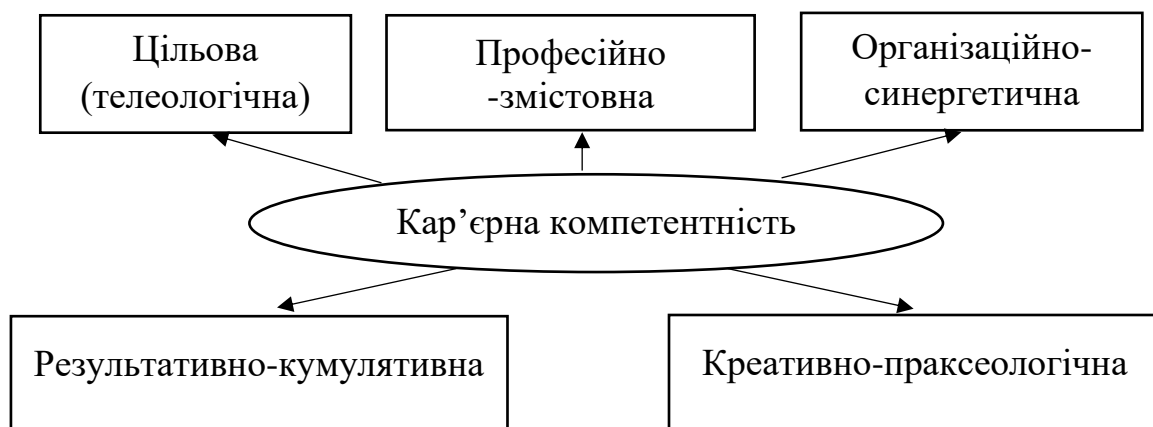 Цільова
(телеологічна)
Професійно
-змістовна
Організаційно-
синергетична
Кар’єрна компетентність
Результативно-кумулятивна
Креативно-праксеологічна